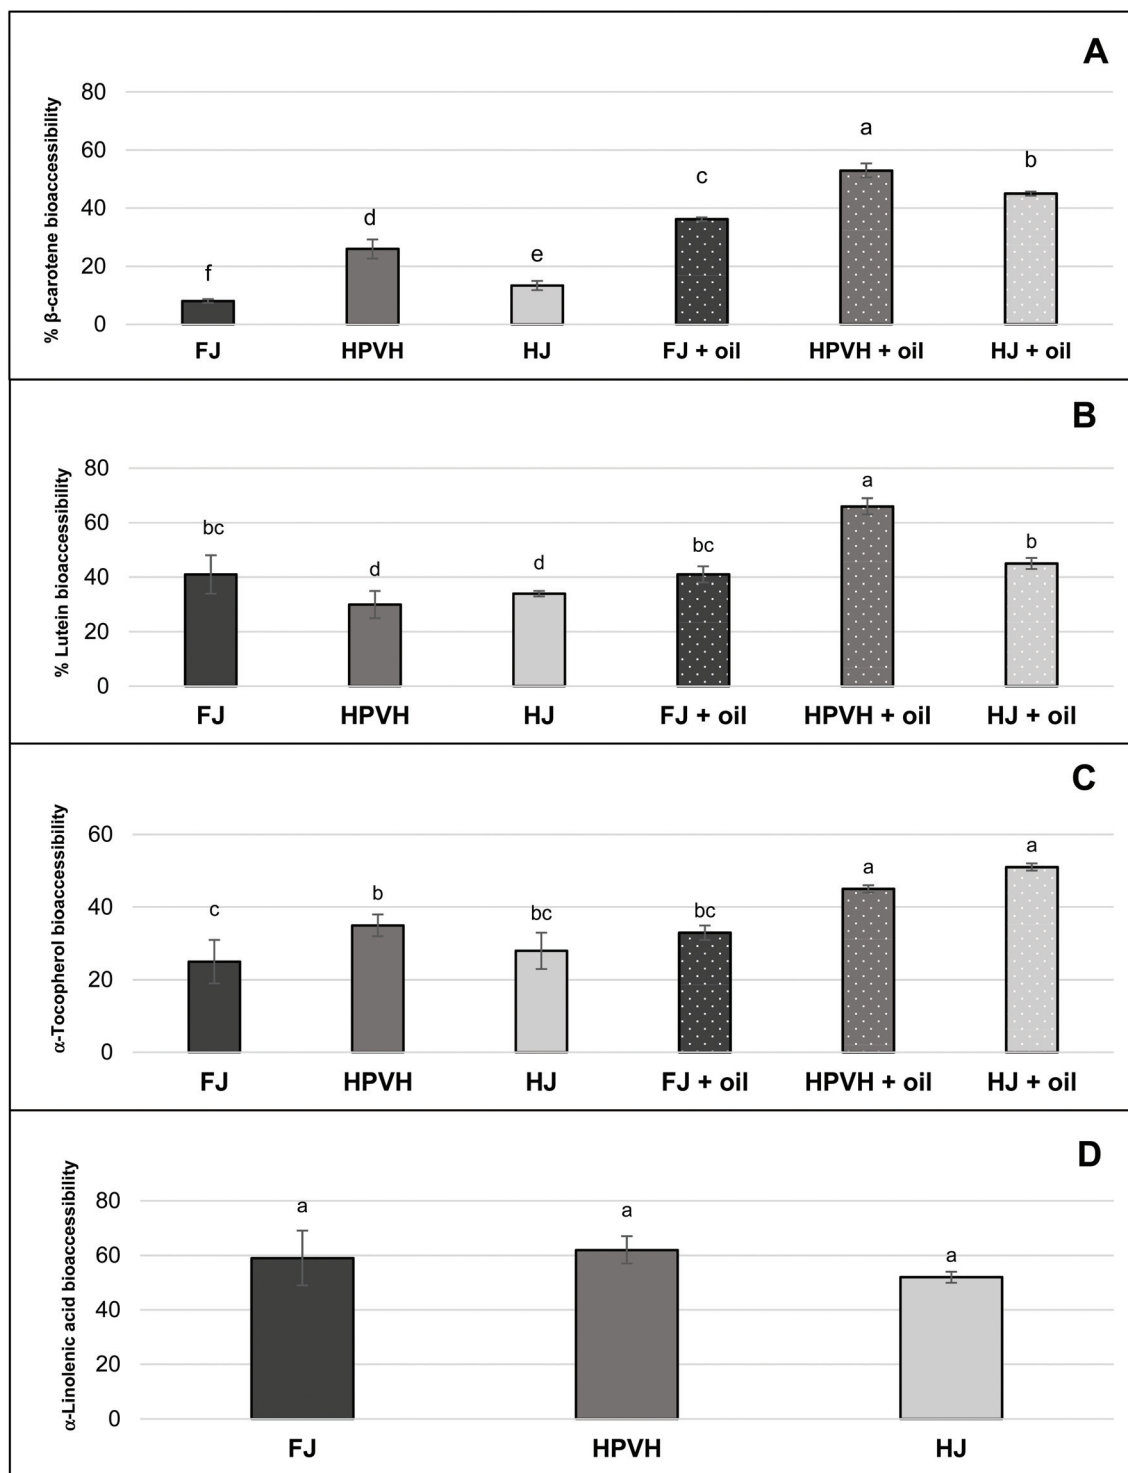 A
% β-carotene bioaccessibility
80
60
40
20
0
f
d
e
c
a
b
FJ HPVH HJ FJ + oil HPVH + oil HJ + oil
B
% Lutein bioaccessibility
80
60
40
20
0
bc
d
d
bc
a
b
FJ HPVH HJ FJ + oil HPVH + oil HJ + oil
C
α-Tocopherol bioaccessibility
60
40
20
0
c
b
bc
bc
a
a
FJ HPVH HJ FJ + oil HPVH + oil HJ + oil
D
α-Linolenic acid bioaccessibility
80
60
40
20
0
a
a
a
FJ HPVH HJ